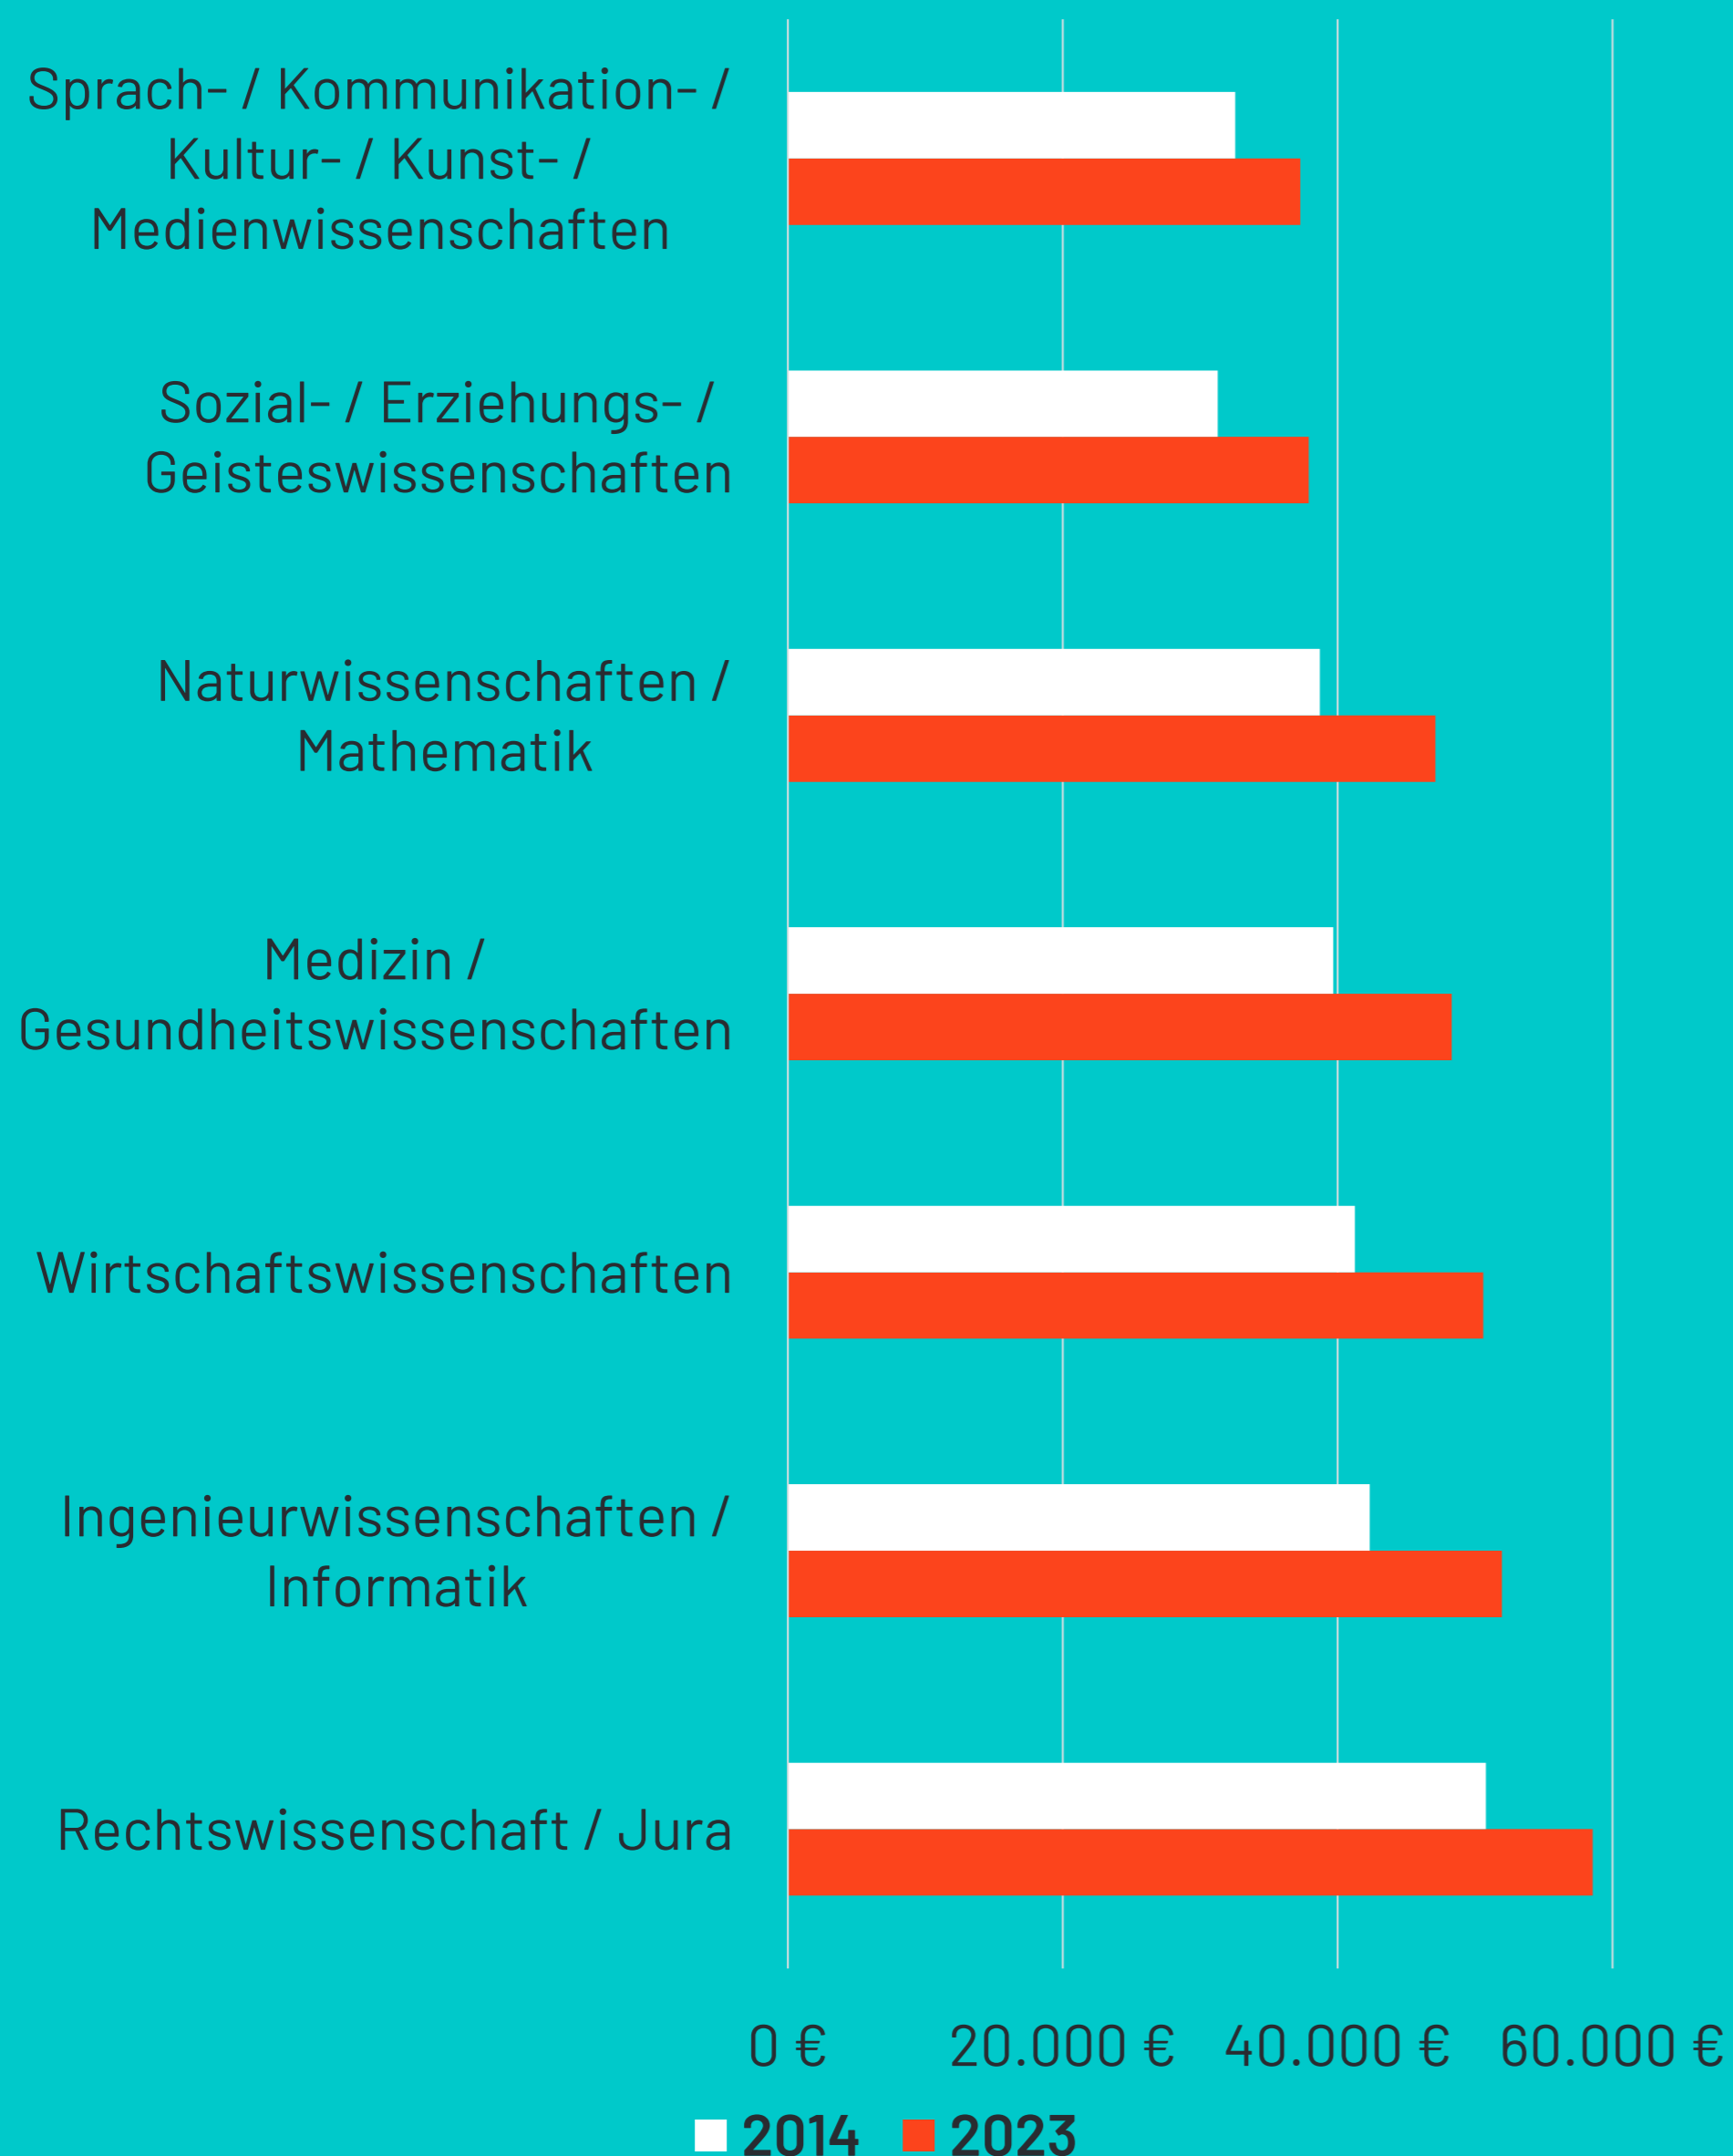 Sprach- / Kommunikation- /
Kultur- / Kunst- /
Medienwissenschaften
Sozial- / Erziehungs- /
Geisteswissenschaften
Naturwissenschaften /
Mathematik
Medizin /
Gesundheitswissenschaften
Wirtschaftswissenschaften
Ingenieurwissenschaften /
Informatik
Rechtswissenschaft / Jura
0 € 20.000 € 40.000 € 60.000 €
2014 2023